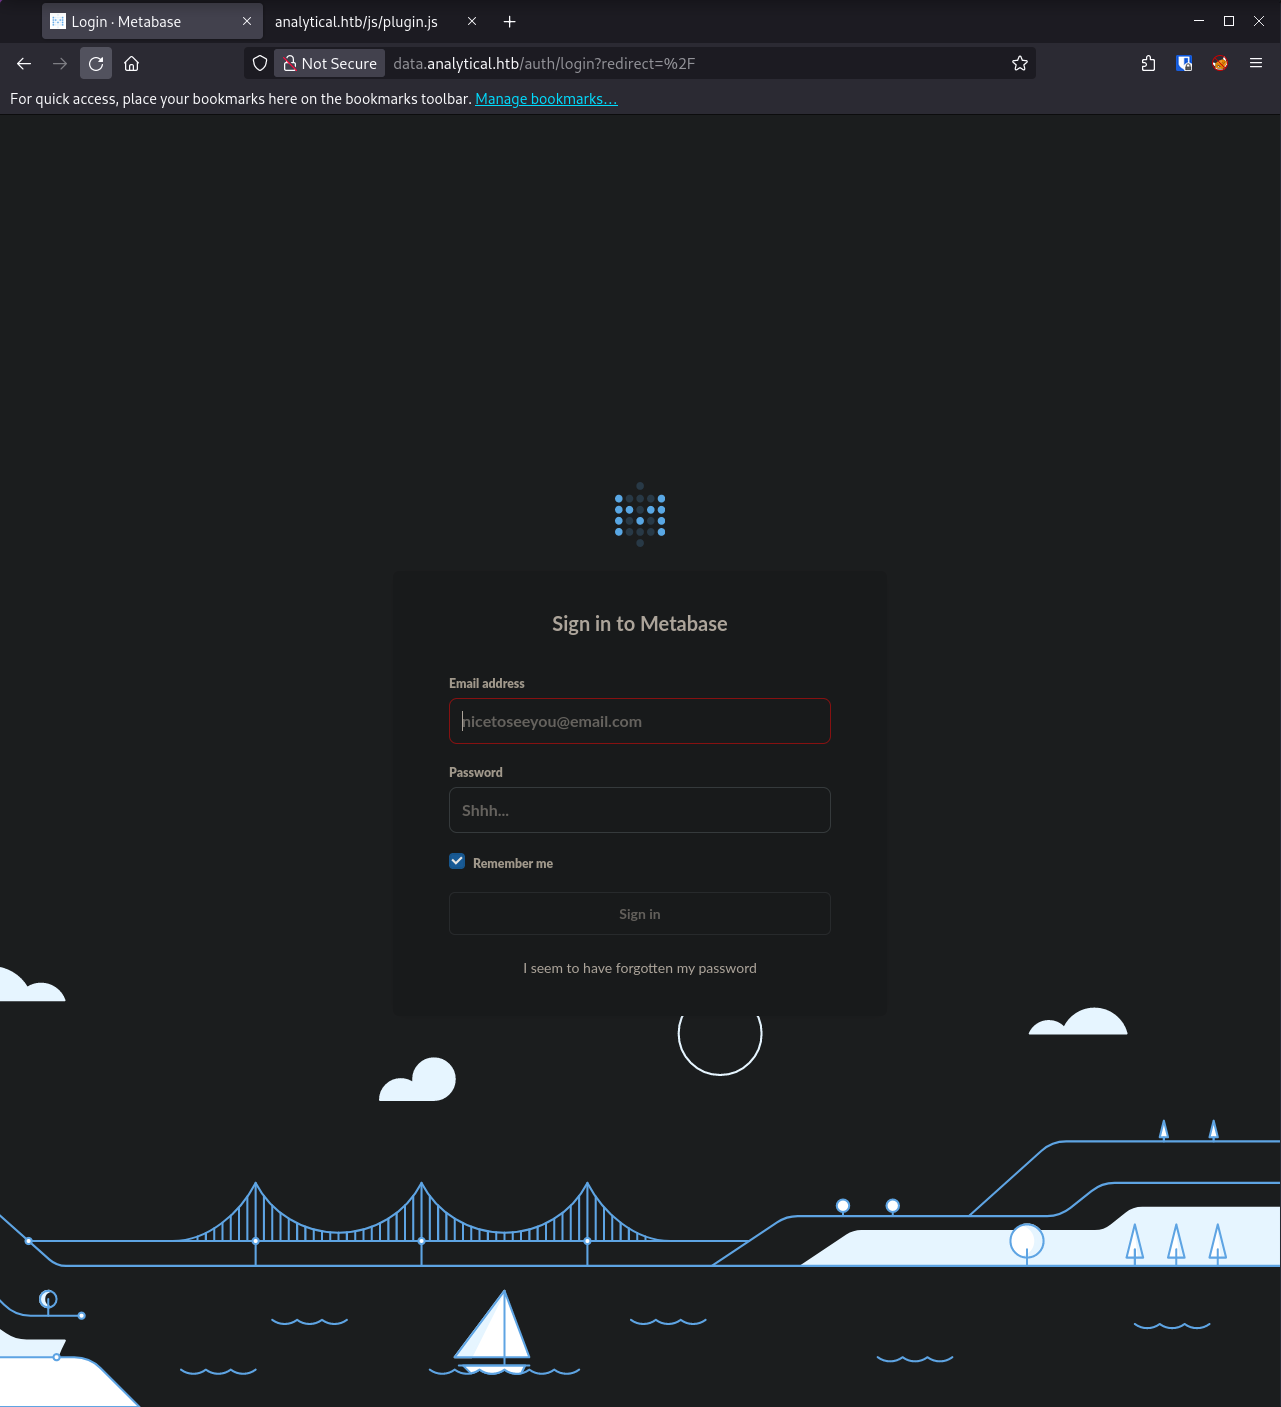 Login · Metabase
analytical.htb/js/plugin.js
Not Secure
data.analytical.htb/auth/login?redirect=%2F
For quick access, place your bookmarks here on the bookmarks toolbar. Manage bookmarks…
Sign in to Metabase
Email address
nicetoseeyou@email.com
Password
Shhh...
Remember me
Sign in
I seem to have forgotten my password